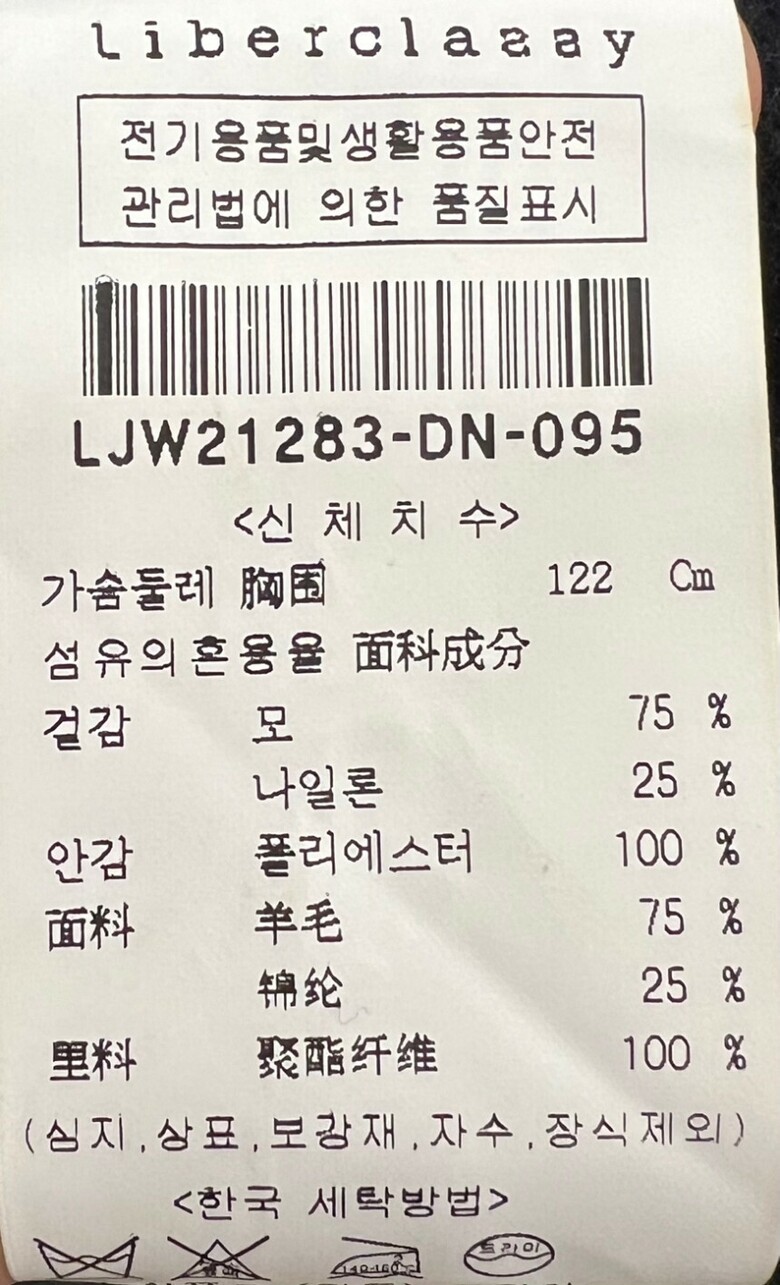 Liberclassy
전기용품및생활용품안전
관리법에 의한 품질표시
LJW21283-DN-095
<신 체 치 수>
가슴둘레 胸围 122 Cm
섬유의혼용율 面科成分
겉감 모 75 %
나일론 25 %
안감 폴리에스터 100 %
面料 羊毛 75 %
锦纶 25 %
里料 聚酯纤维 100 %
(심지,상표,보강재,자수,장식제외)
<한국 세탁방법>
140-160℃ 드라이